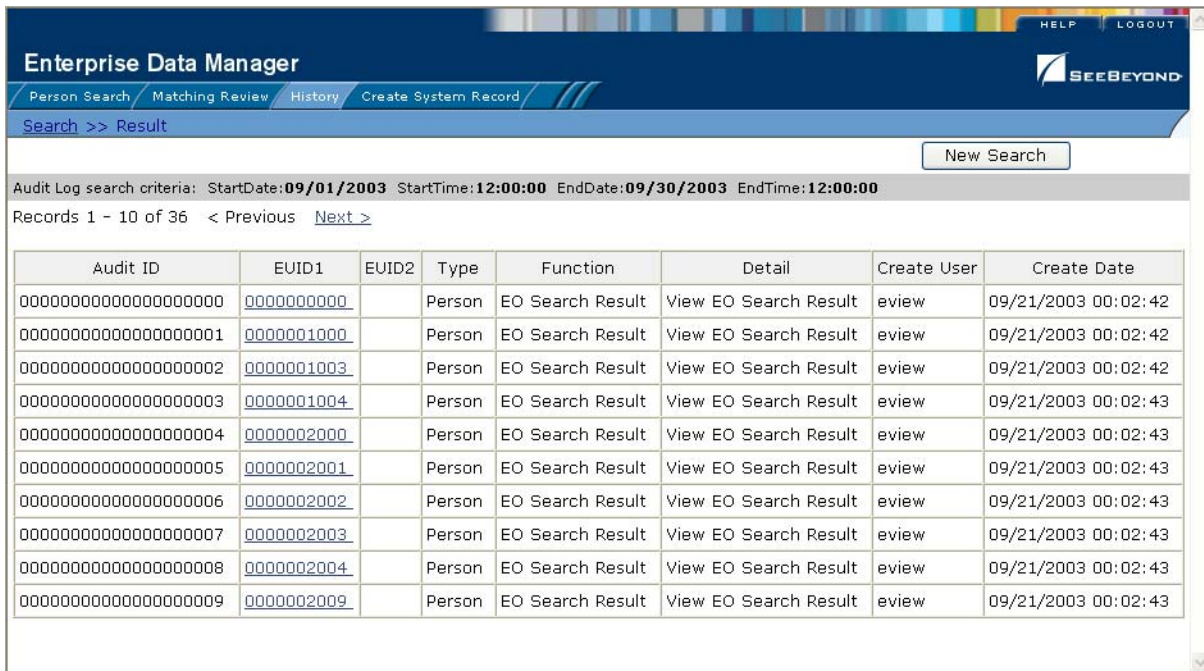 HELP LOGOUT
Enterprise Data Manager
SEEBEYOND
Person Search Matching Review History Create System Record
Search >> Result
New Search
Audit Log search criteria: StartDate:09/01/2003 StartTime:12:00:00 EndDate:09/30/2003 EndTime:12:00:00
Records 1 - 10 of 36 < Previous Next >
Audit ID EUID1 EUID2 Type Function Detail Create User Create Date
00000000000000000000 0000000000 Person EO Search Result View EO Search Result eview 09/21/2003 00:02:42
00000000000000000001 0000001000 Person EO Search Result View EO Search Result eview 09/21/2003 00:02:42
00000000000000000002 0000001003 Person EO Search Result View EO Search Result eview 09/21/2003 00:02:42
00000000000000000003 0000001004 Person EO Search Result View EO Search Result eview 09/21/2003 00:02:43
00000000000000000004 0000002000 Person EO Search Result View EO Search Result eview 09/21/2003 00:02:43
00000000000000000005 0000002001 Person EO Search Result View EO Search Result eview 09/21/2003 00:02:43
00000000000000000006 0000002002 Person EO Search Result View EO Search Result eview 09/21/2003 00:02:43
00000000000000000007 0000002003 Person EO Search Result View EO Search Result eview 09/21/2003 00:02:43
00000000000000000008 0000002004 Person EO Search Result View EO Search Result eview 09/21/2003 00:02:43
00000000000000000009 0000002009 Person EO Search Result View EO Search Result eview 09/21/2003 00:02:43